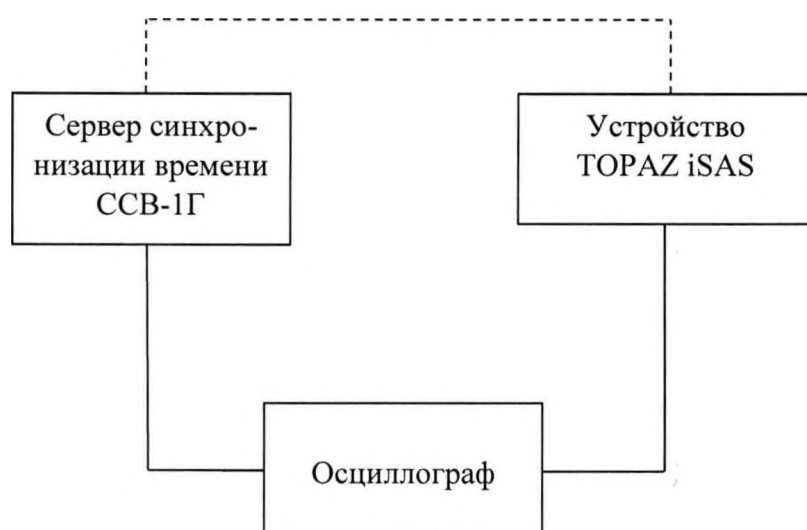 Сервер синхро-
низации времени
ССВ-1Г
Устройство
TOPAZ iSAS
Осциллограф